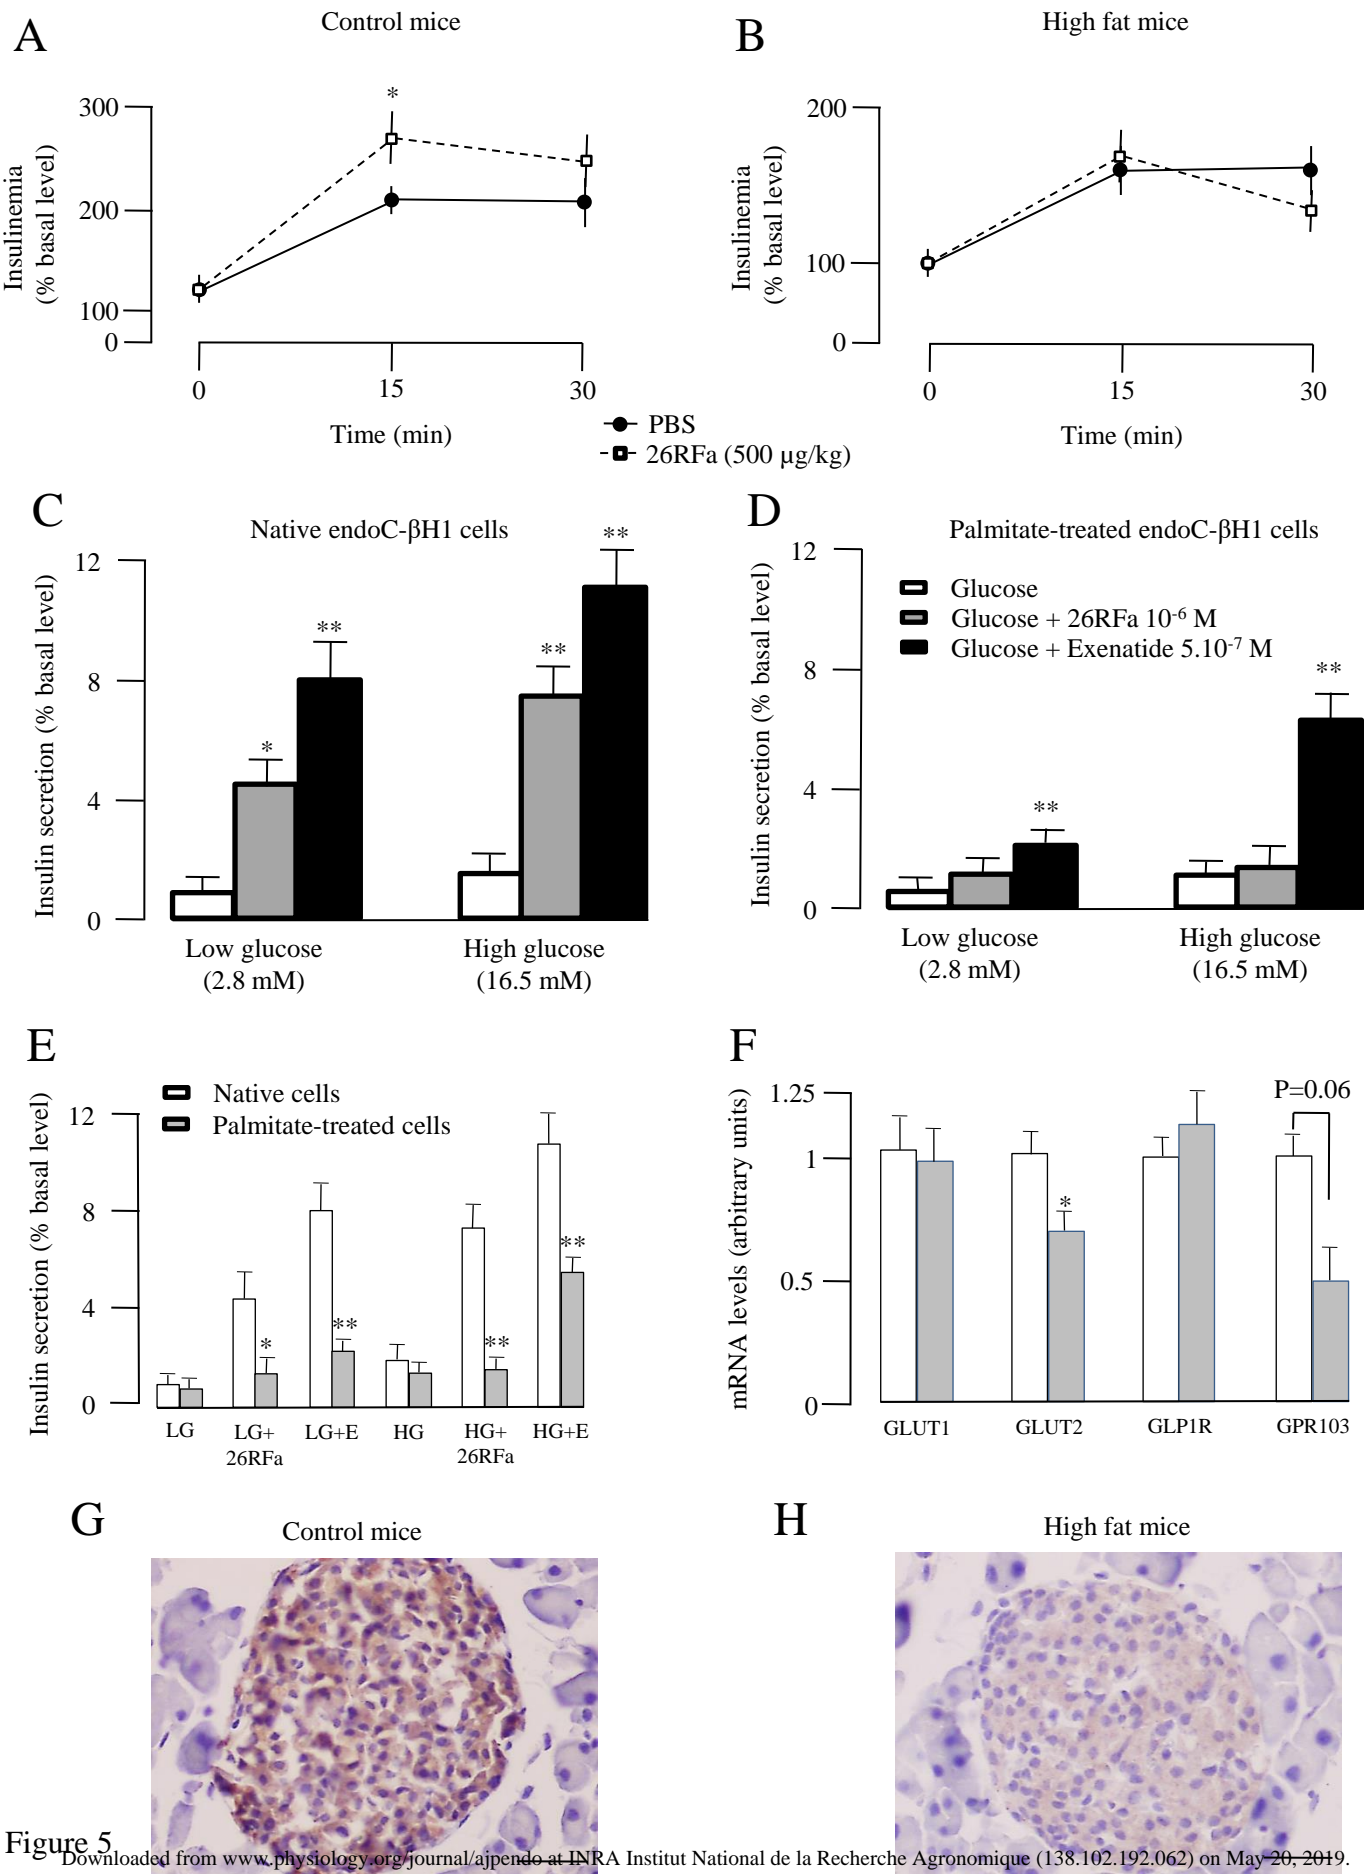 A
Control mice
B
High fat mice
Insulinemia
(% basal level)
300
200
100
0
*
0
15
30
Time (min)
Insulinemia
(% basal level)
200
100
0
0
15
30
Time (min)
PBS
26RFa (500 µg/kg)
C
Native endoC-βH1 cells
Insulin secretion (% basal level)
12
8
4
0
*
**
**
**
Low glucose
(2.8 mM)
High glucose
(16.5 mM)
D
Palmitate-treated endoC-βH1 cells
Glucose
Glucose + 26RFa 10⁻⁶ M
Glucose + Exenatide 5.10⁻⁷ M
Insulin secretion (% basal level)
12
8
4
0
**
**
Low glucose
(2.8 mM)
High glucose
(16.5 mM)
E
Native cells
Palmitate-treated cells
Insulin secretion (% basal level)
12
8
4
0
*
**
**
**
LG
LG+
26RFa
LG+E
HG
HG+
26RFa
HG+E
F
mRNA levels (arbitrary units)
1.25
1
0.5
0
*
P=0.06
GLUT1
GLUT2
GLP1R
GPR103
G
Control mice
H
High fat mice
Figure 5
Downloaded from www.physiology.org/journal/ajpendo at INRA Institut National de la Recherche Agronomique (138.102.192.062) on May 20, 2019.